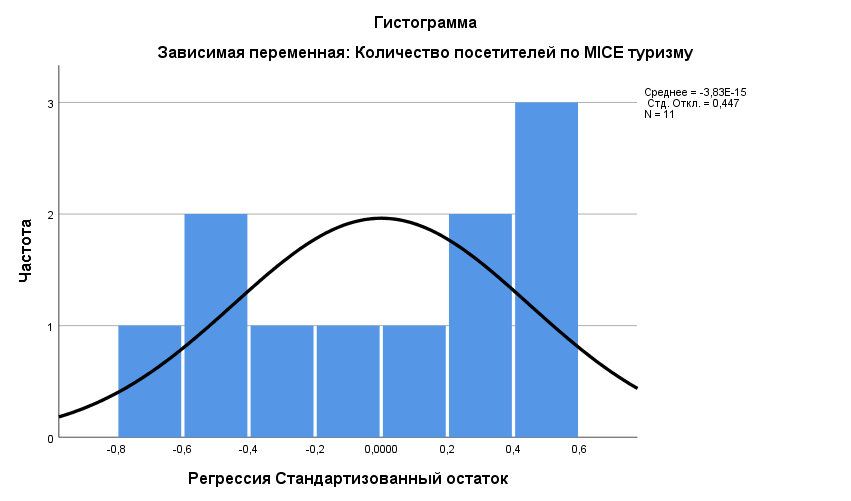 Гистограмма
Зависимая переменная: Количество посетителей по MICE туризму
Среднее = -3,83E-15
Стд. Откл. = 0,447
N = 11
Частота
3
2
1
0
-0,8 -0,6 -0,4 -0,2 0,0000 0,2 0,4 0,6
Регрессия Стандартизованный остаток